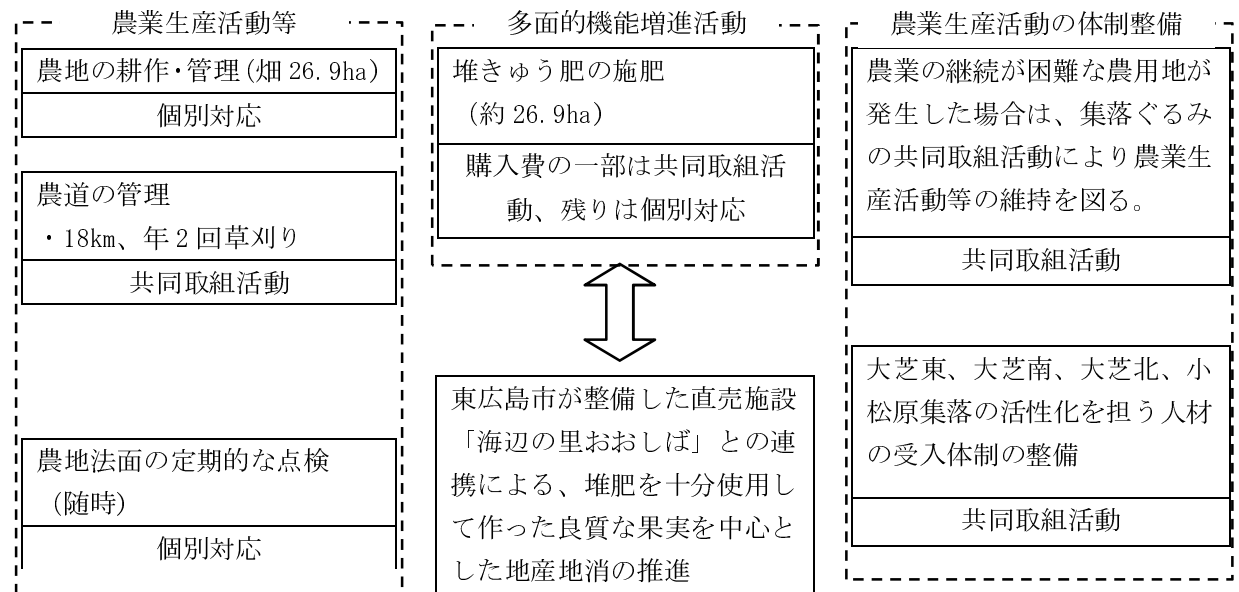 農業生産活動等
農地の耕作・管理(畑26.9ha)
個別対応
農道の管理
・18km、年2回草刈り
共同取組活動
農地法面の定期的な点検
(随時)
個別対応
多面的機能増進活動
堆きゅう肥の施肥
(約26.9ha)
購入費の一部は共同取組活
動、残りは個別対応
東広島市が整備した直売施設
「海辺の里おおしば」との連
携による、堆肥を十分使用し
て作った良質な果実を中心と
した地産地消の推進
農業生産活動の体制整備
農業の継続が困難な農用地が
発生した場合は、集落ぐるみ
の共同取組活動により農業生
産活動等の維持を図る。
共同取組活動
大芝東、大芝南、大芝北、小
松原集落の活性化を担う人材
の受入体制の整備
共同取組活動